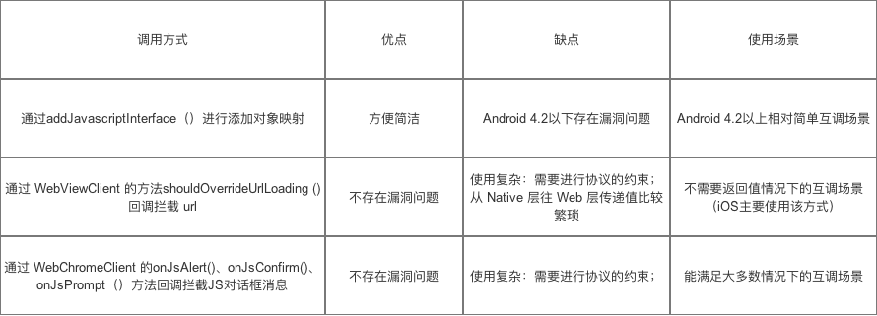 调用方式
优点
缺点
使用场景
通过addJavascriptInterface（）进行添加对象映射
方便简洁
Android 4.2以下存在漏洞问题
Android 4.2以上相对简单互调场景
通过 WebViewClient 的方法shouldOverrideUrlLoading ()
回调拦截 url
不存在漏洞问题
使用复杂：需要进行协议的约束；
从 Native 层往 Web 层传递值比较
繁琐
不需要返回值情况下的互调场景
（iOS主要使用该方式）
通过 WebChromeClient 的onJsAlert()、onJsConfirm()、
onJsPrompt（）方法回调拦截JS对话框消息
不存在漏洞问题
使用复杂：需要进行协议的约束；
能满足大多数情况下的互调场景